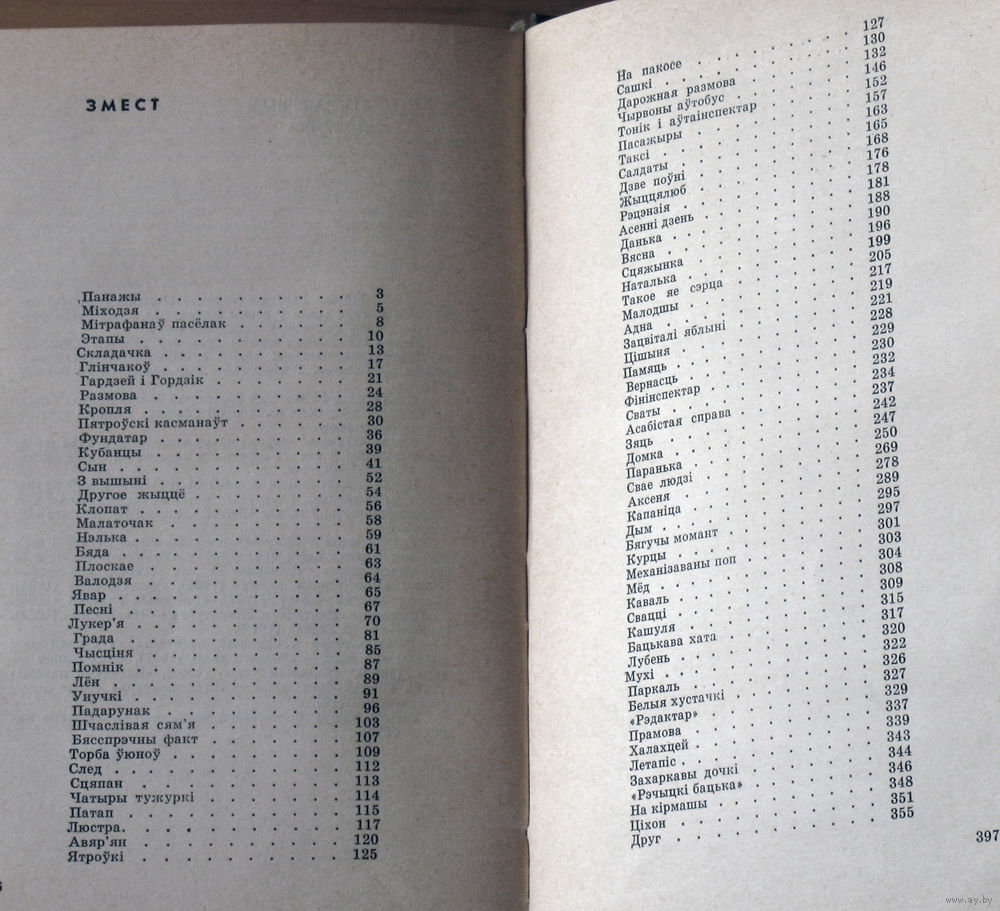 ЗМЕСТ
Панажы . . . . . . . . . . 3
Міходзя . . . . . . . . . . 5
Мітрафанаў пасёлак . . . . . . 8
Этапы . . . . . . . . . . 10
Складачка . . . . . . . . . 13
Глінчакоў . . . . . . . . . 17
Гардзей і Гордзік . . . . . . . 21
Размова . . . . . . . . . . 24
Кропля . . . . . . . . . . 28
Пятроўскі касманаўт . . . . . . 30
Фундатар . . . . . . . . . 36
Кубанцы . . . . . . . . . 39
Сын . . . . . . . . . . . 41
З вышыні . . . . . . . . . 52
Другое жыццё . . . . . . . . 54
Клопат . . . . . . . . . . 56
Малаточак . . . . . . . . . 58
Нэлька . . . . . . . . . . 59
Бяда . . . . . . . . . . . 61
Плоскае . . . . . . . . . . 63
Валодзя . . . . . . . . . . 64
Явар . . . . . . . . . . . 65
Песні . . . . . . . . . . . 67
Лукер'я . . . . . . . . . . 70
Града . . . . . . . . . . . 81
Чысціня . . . . . . . . . . 85
Помнік . . . . . . . . . . 87
Лён . . . . . . . . . . . 89
Унучкі . . . . . . . . . . 91
Падарунак . . . . . . . . . 96
Шчаслівая сям'я . . . . . . . 103
Бясспрэчны факт . . . . . . . 107
Торба ўюноў . . . . . . . . 109
След . . . . . . . . . . . 112
Сцяпан . . . . . . . . . . 113
Чатыры тужуркі . . . . . . . 114
Патап . . . . . . . . . . 115
Люстра . . . . . . . . . . 117
Авяр'ян . . . . . . . . . . 120
Ятроўкі . . . . . . . . . . 125
На пакосе . . . . . . . . . 127
Сашкі . . . . . . . . . . 130
Дарожная размова . . . . . . 132
Чырвоны аўтобус . . . . . . . 146
Тонік і аўтаінспектар . . . . . 152
Пасажыры . . . . . . . . . 157
Таксі . . . . . . . . . . 163
Салдаты . . . . . . . . . 165
Дзве поўні . . . . . . . . 168
Жыццялюб . . . . . . . . . 176
Рэцэнзія . . . . . . . . . 178
Асенні дзень . . . . . . . . 181
Данька . . . . . . . . . . 188
Вясна . . . . . . . . . . 190
Сцяжынка . . . . . . . . . 196
Наталька . . . . . . . . . 199
Такое яе сэрца . . . . . . . 205
Малодшы . . . . . . . . . 217
Адна . . . . . . . . . . 219
Зацвіталі яблыні . . . . . . . 221
Цішыня . . . . . . . . . . 228
Памяць . . . . . . . . . . 229
Вернасць . . . . . . . . . 230
Фінінспектар . . . . . . . . 232
Сваты . . . . . . . . . . 234
Асабістая справа . . . . . . . 237
Зяць . . . . . . . . . . 242
Домка . . . . . . . . . . 247
Паранька . . . . . . . . . 250
Свае людзі . . . . . . . . 269
Аксеня . . . . . . . . . . 278
Капаніца . . . . . . . . . 289
Дым . . . . . . . . . . . 295
Бягучы момант . . . . . . . 297
Курцы . . . . . . . . . . 301
Механізаваны поп . . . . . . 303
Мёд . . . . . . . . . . . 304
Каваль . . . . . . . . . . 308
Свацці . . . . . . . . . . 309
Кашуля . . . . . . . . . . 315
Бацькава хата . . . . . . . 317
Лубень . . . . . . . . . . 320
Мухі . . . . . . . . . . . 322
Паркаль . . . . . . . . . 326
Белыя хустачкі . . . . . . . 327
«Рэдактар» . . . . . . . . 329
Прамова . . . . . . . . . 337
Халахцей . . . . . . . . . 339
Летапіс . . . . . . . . . 343
Захаркавы дочкі . . . . . . . 344
«Рэчыцкі бацька» . . . . . . 346
На кірмашы . . . . . . . . 348
Ціхон . . . . . . . . . . 351
Друг . . . . . . . . . . . 355
397
www.ay.by